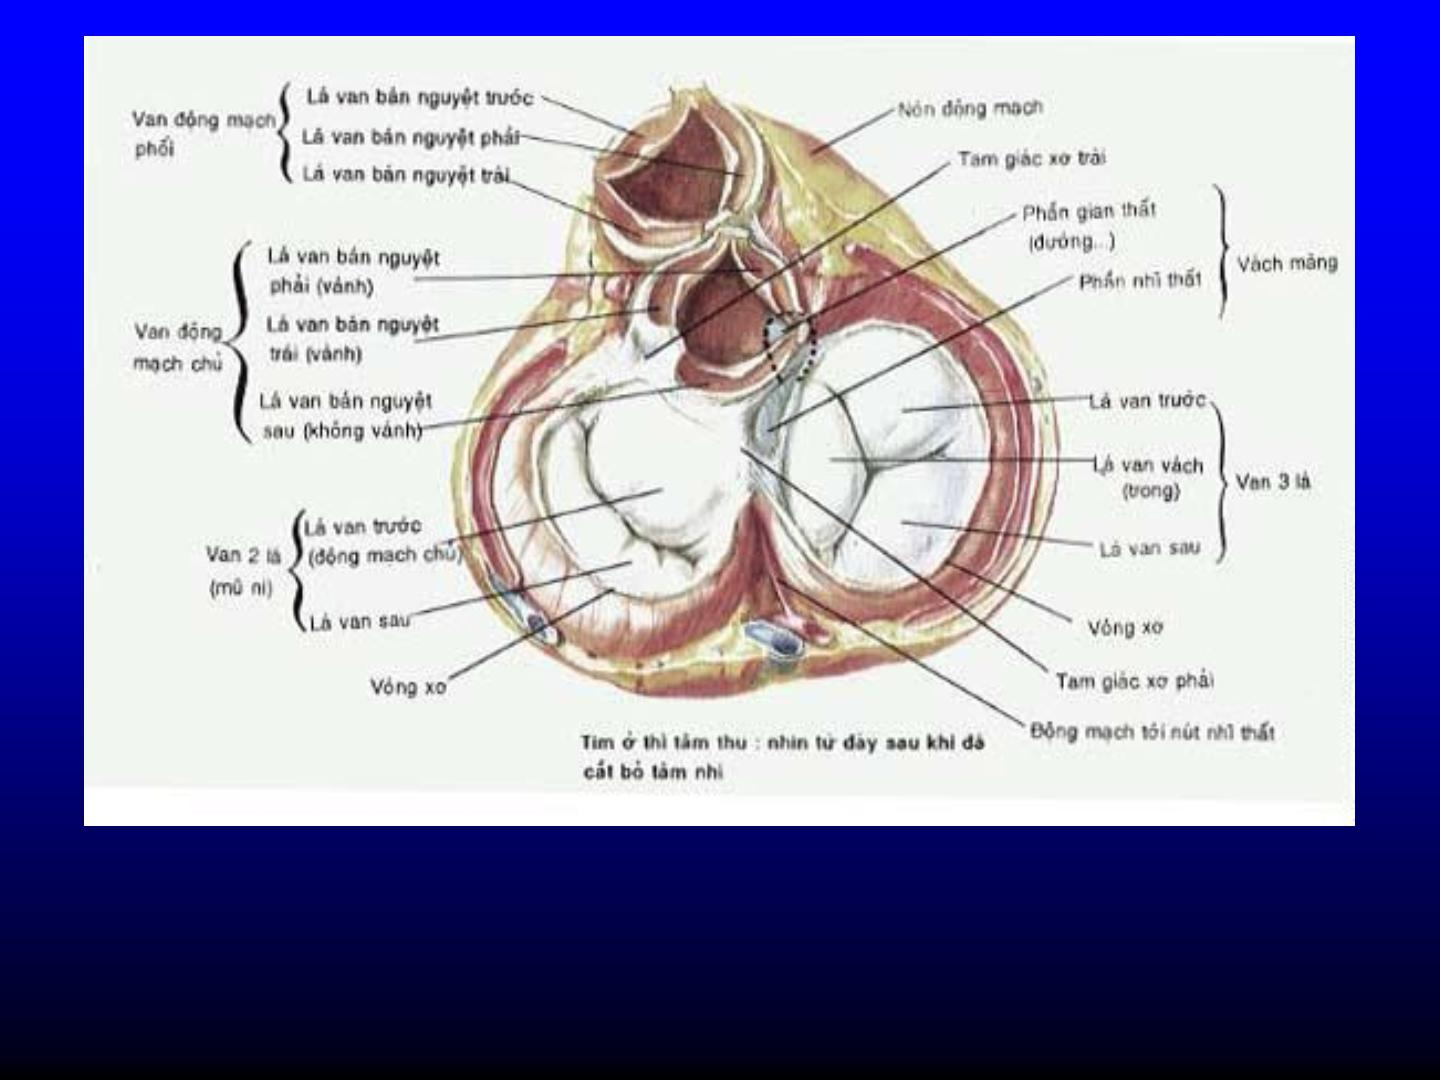 Van động mạch
phổi
Lá van bán nguyệt trước
Lá van bán nguyệt phải
Lá van bán nguyệt trái
Van động
mạch chủ
Lá van bán nguyệt
phải (vành)
Lá van bán nguyệt
trái (vành)
Lá van bán nguyệt
sau (không vành)
Van 2 lá
(mũ ni)
Lá van trước
(động mạch chủ)
Lá van sau
Vòng xơ
Nón động mạch
Tam giác xơ trái
Phần gian thất
(đường...)
Phần nhĩ thất
Vách màng
Lá van trước
Lá van vách
(trong)
Lá van sau
Van 3 lá
Vòng xơ
Tam giác xơ phải
Động mạch tới nút nhĩ thất
Tim ở thì tâm thu : nhìn từ đáy sau khi đã
cắt bỏ tâm nhĩ